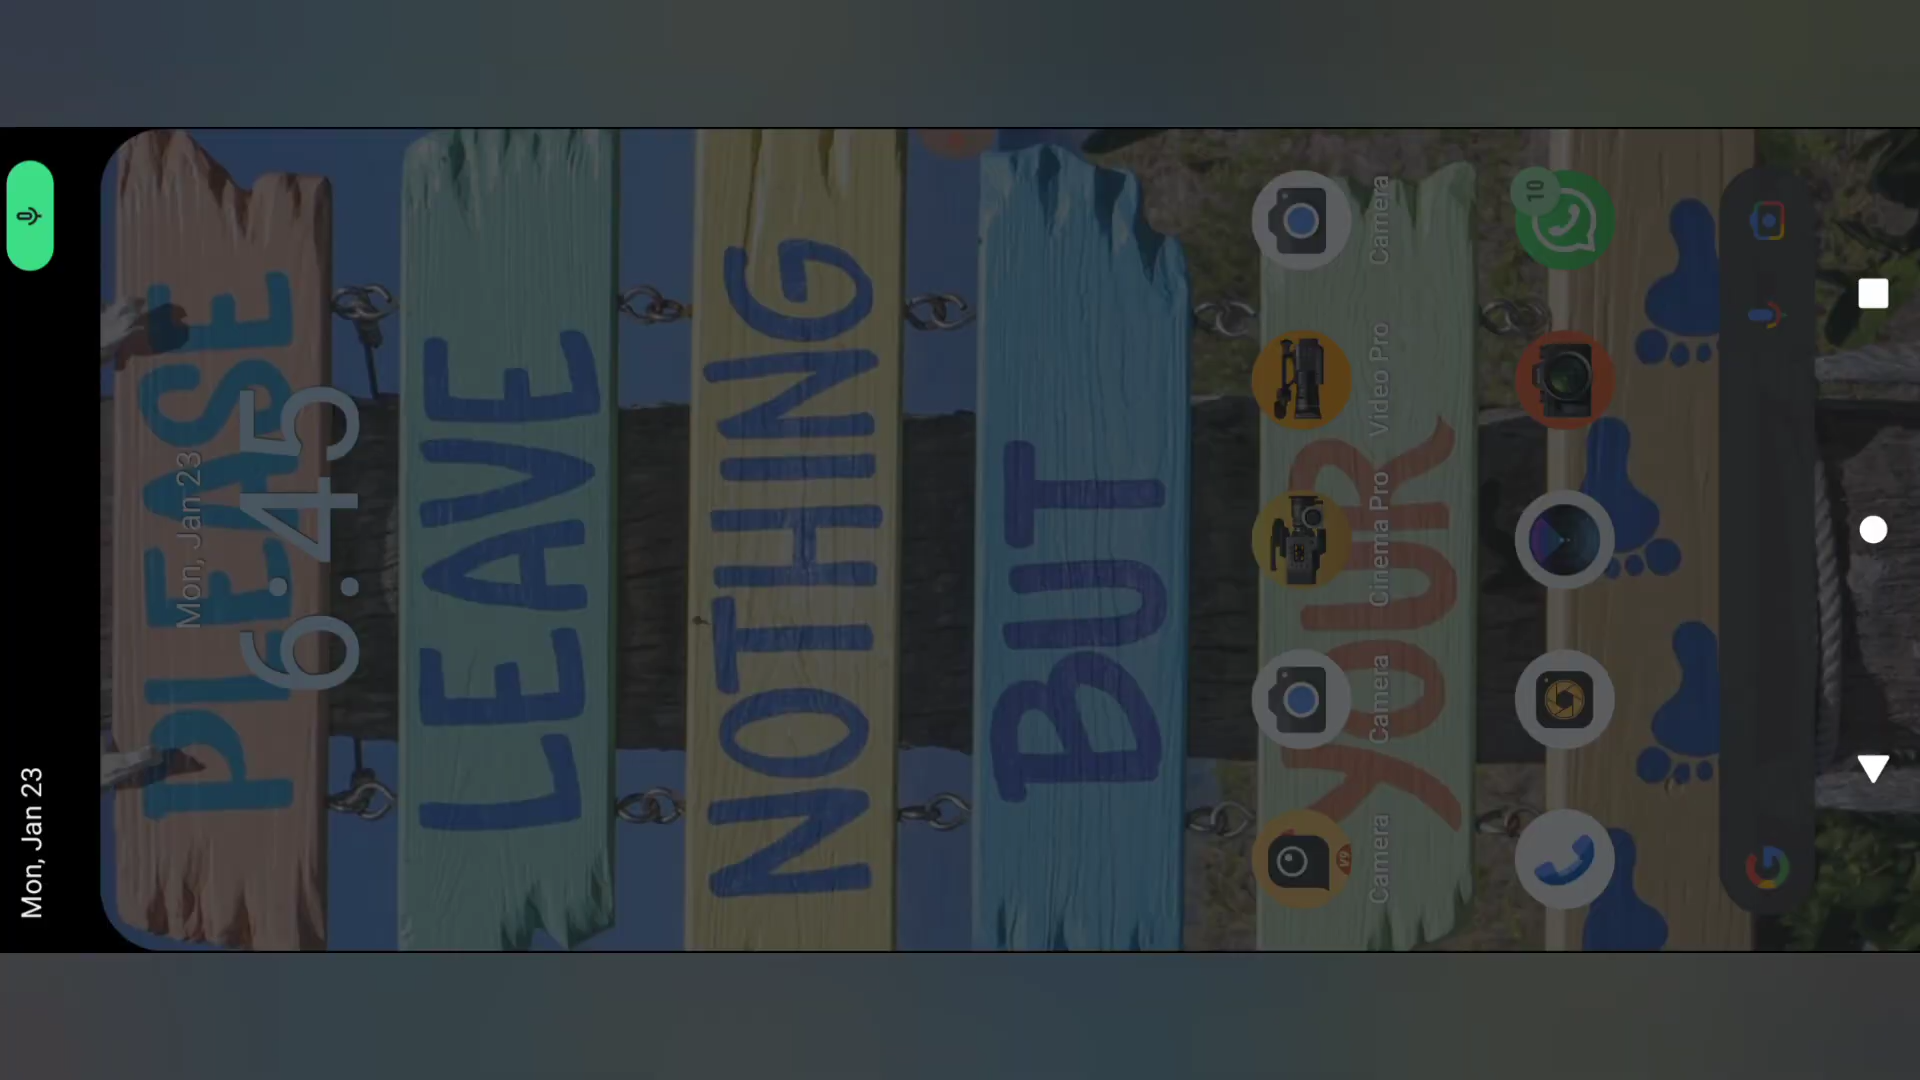 Mon, Jan 23
Mon, Jan 23
6:45
PLEASE
LEAVE
NOTHING
BUT
YOUR
V9
Camera
Camera
Cinema Pro
Video Pro
Camera
10
G